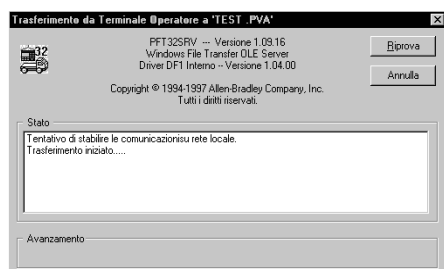 Trasferimento da Terminale Operatore a 'TEST .PVA'
32
PFT32SRV --- Versione 1.09.16
Windows File Transfer OLE Server
Driver DF1 Interno -- Versione 1.04.00
Copyright © 1994-1997 Allen-Bradley Company, Inc.
Tutti i diritti riservati.
Riprova
Annulla
Stato
Tentativo di stabilire le comunicazionisu rete locale.
Trasferimento iniziato.....
Avanzamento